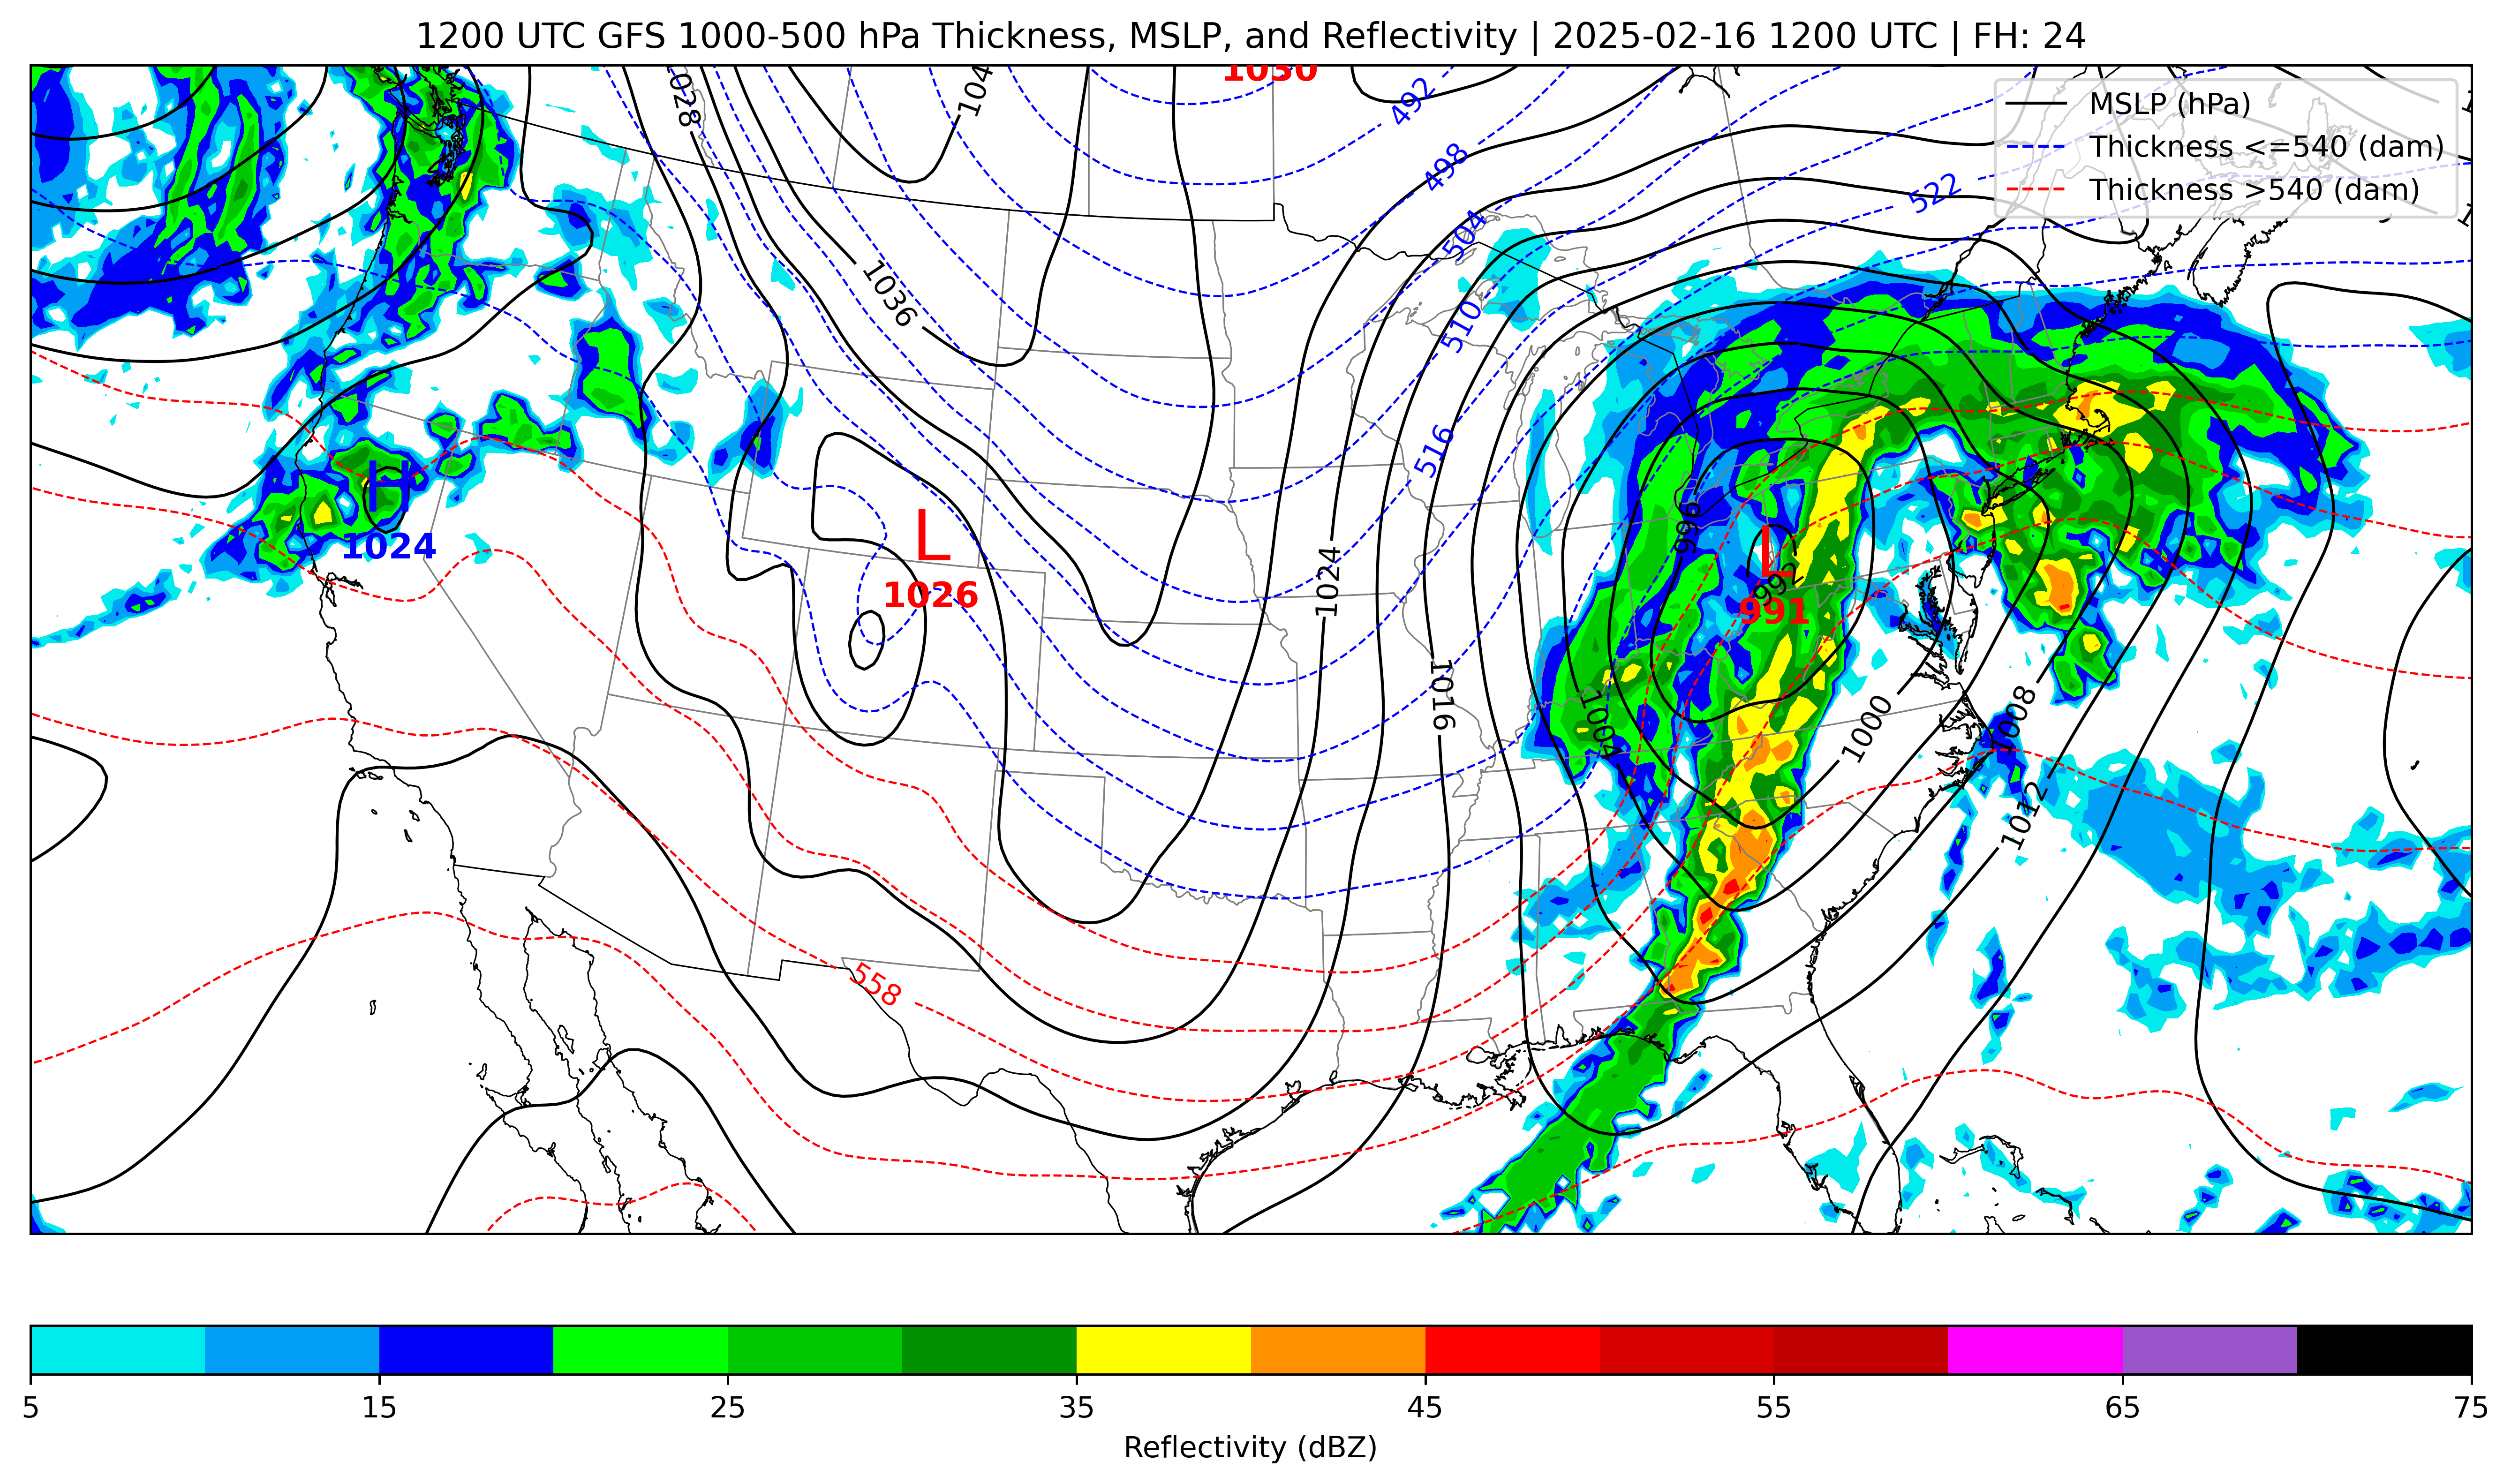 1200 UTC GFS 1000-500 hPa Thickness, MSLP, and Reflectivity | 2025-02-16 1200 UTC | FH: 24
MSLP (hPa)
Thickness <=540 (dam)
Thickness >540 (dam)
1030
1028
104
492
498
504
522
1036
510
516
H
1024
L
1026
1024
996
L
992
991
1016
1004
1000
1008
1012
558
5 15 25 35 45 55 65 75
Reflectivity (dBZ)